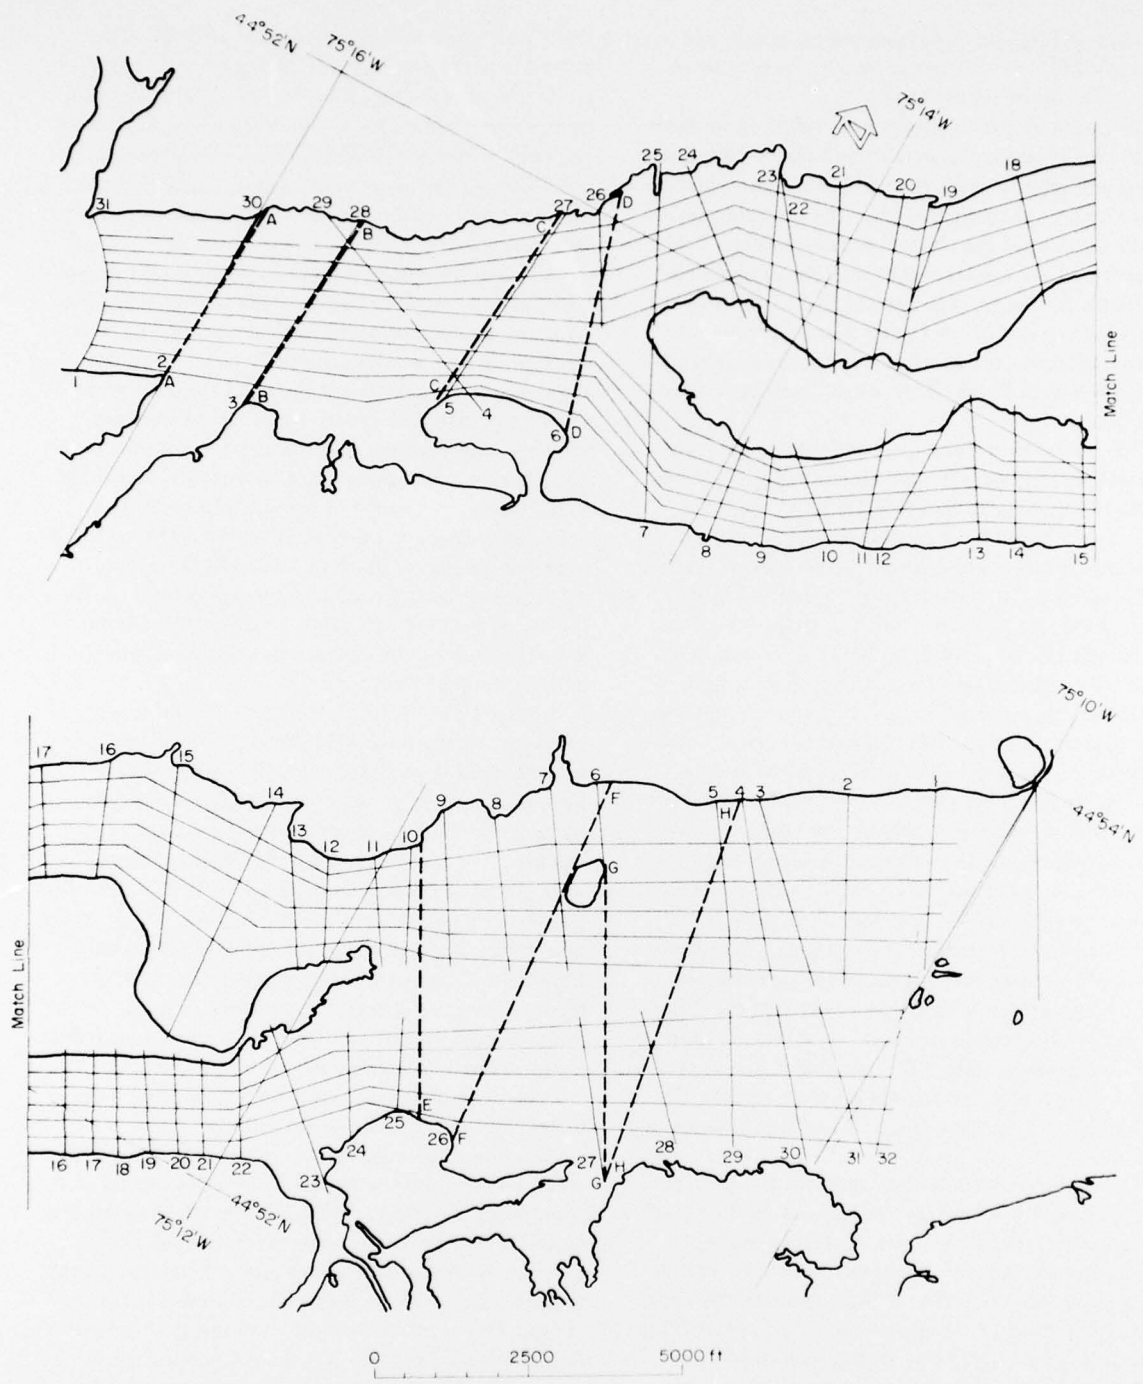 44°52'N
75°16'W
75°14'W
31 30 29 28 27 26 25 24 23 22 21 20 19 18
A B C D
1 2 3 C 5 4 6 D
A B
7 8 9 10 11 12 13 14 15
Match Line
75°10'W
44°54'N
17 16 15 14 13 12 11 10 9 8 7 6 5 4 3 2 1
F H
G
Match Line
E
16 17 18 19 20 21 22 23 24 25 26 F 27 G H 28 29 30 31 32
44°52'N
75°12'W
0 2500 5000 ft